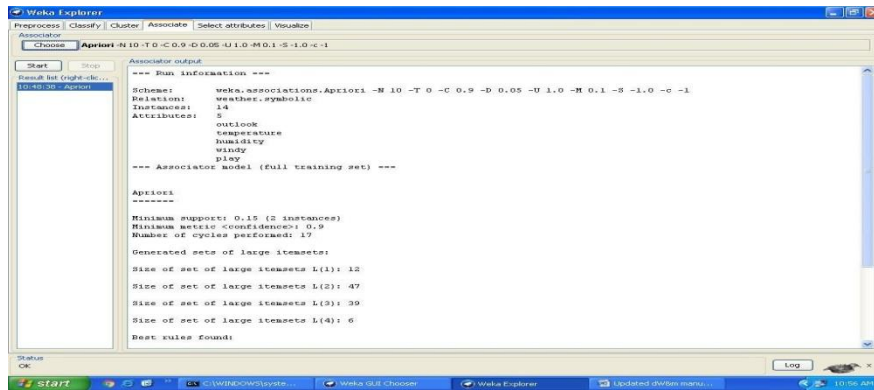 Weka Explorer
Preprocess Classify Cluster Associate Select attributes Visualize
Associator
Choose Apriori -N 10 -T 0 -C 0.9 -D 0.05 -U 1.0 -M 0.1 -S -1.0 -c -1
Start Stop
Result list (right-clic...
10:48:38 - Apriori
Associator output
=== Run information ===
Scheme: weka.associations.Apriori -N 10 -T 0 -C 0.9 -D 0.05 -U 1.0 -M 0.1 -S -1.0 -c -1
Relation: weather.symbolic
Instances: 14
Attributes: 5
outlook
temperature
humidity
windy
play
=== Associator model (full training set) ===
Apriori
=======
Minimum support: 0.15 (2 instances)
Minimum metric <confidence>: 0.9
Number of cycles performed: 17
Generated sets of large itemsets:
Size of set of large itemsets L(1): 12
Size of set of large itemsets L(2): 47
Size of set of large itemsets L(3): 39
Size of set of large itemsets L(4): 6
Best rules found:
Status
OK
Log
x 0
start
C:\WINDOWS\syste...
Weka GUI Chooser
Weka Explorer
Updated dW&m manu...
10:56 AM